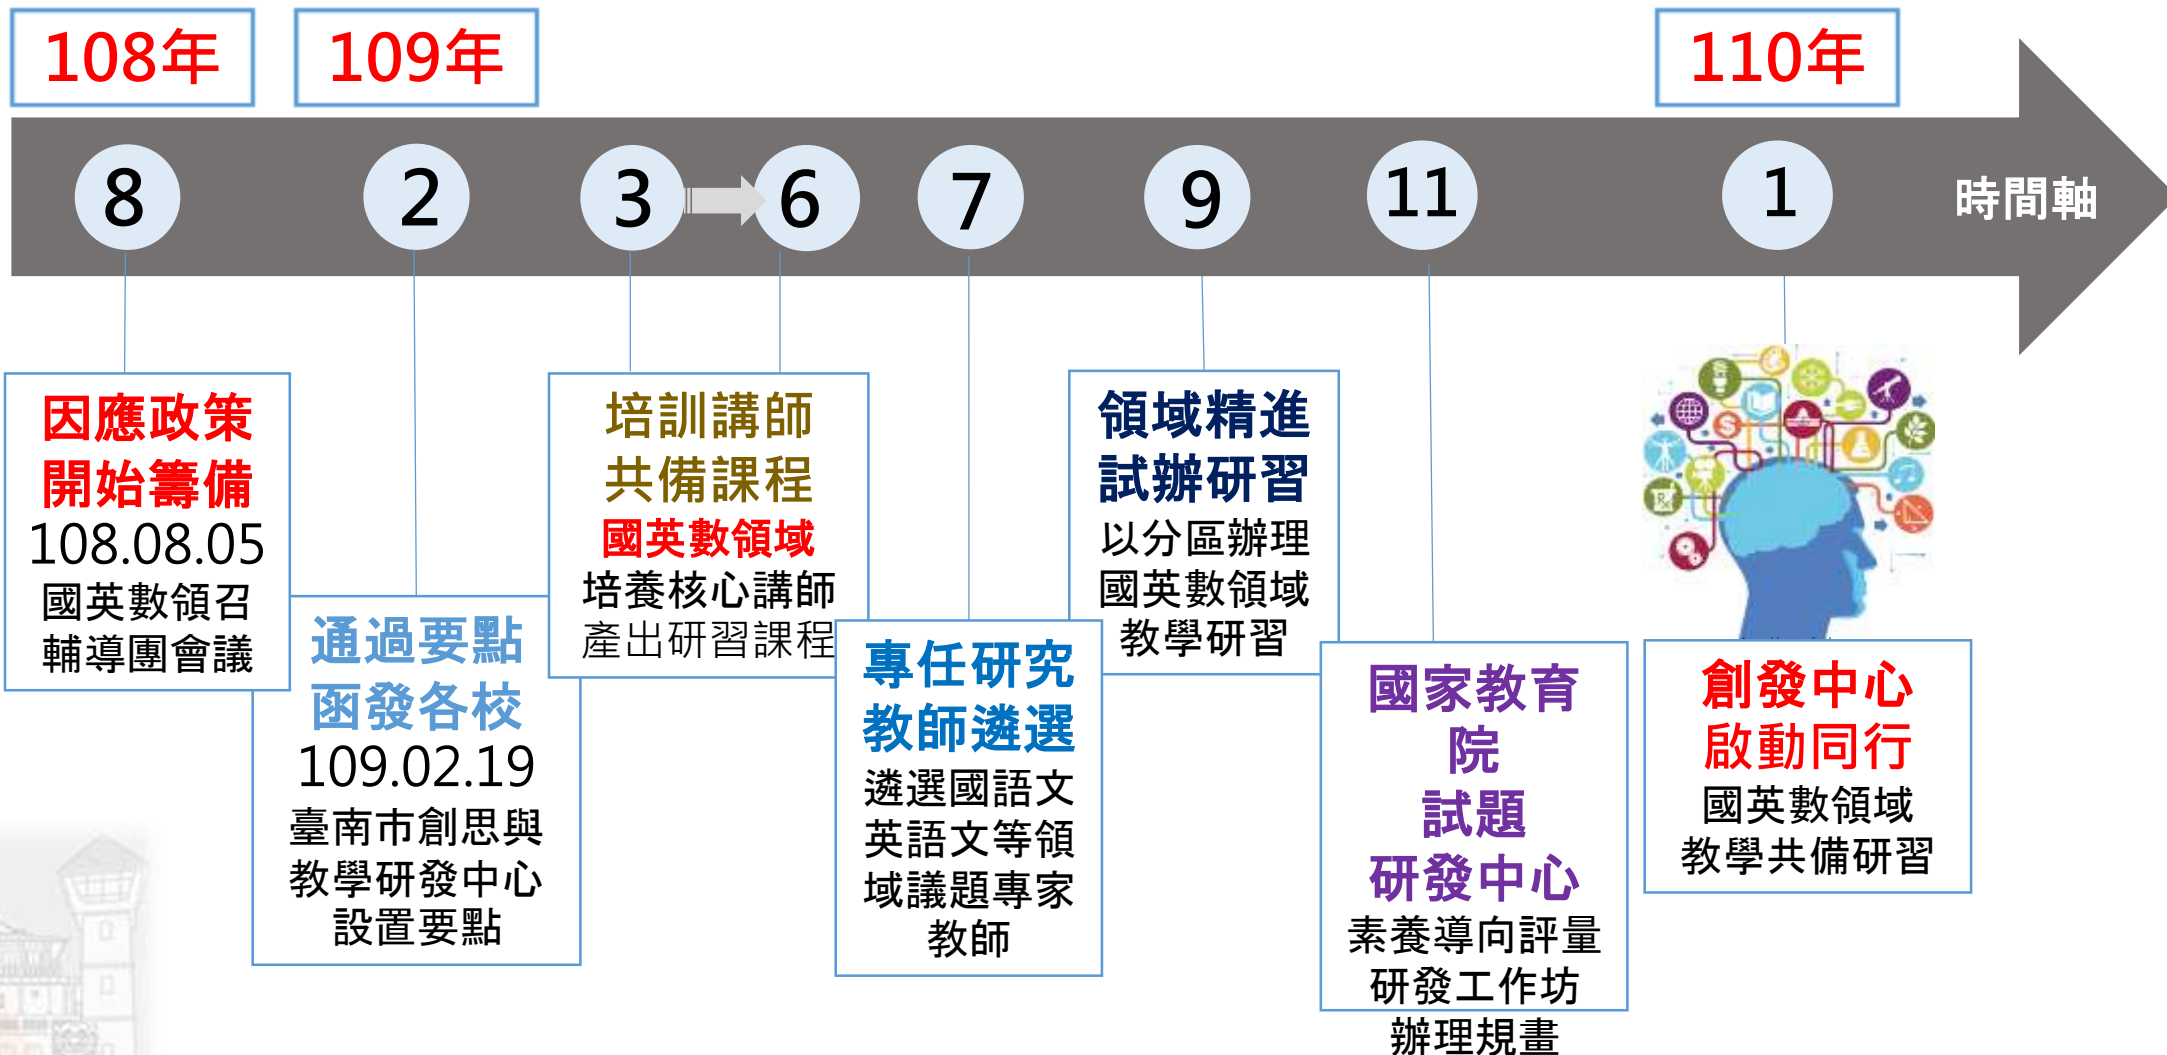 108年
109年
110年
8
2
3
6
7
9
11
1
時間軸
因應政策
開始籌備
108.08.05
國英數領召
輔導團會議
通過要點
函發各校
109.02.19
臺南市創思與
教學研發中心
設置要點
培訓講師
共備課程
國英數領域
培養核心講師
產出研習課程
專任研究
教師遴選
遴選國語文
英語文等領
域議題專家
教師
領域精進
試辦研習
以分區辦理
國英數領域
教學研習
國家教育
院
試題
研發中心
素養導向評量
研發工作坊
辦理規畫
創發中心
啟動同行
國英數領域
教學共備研習